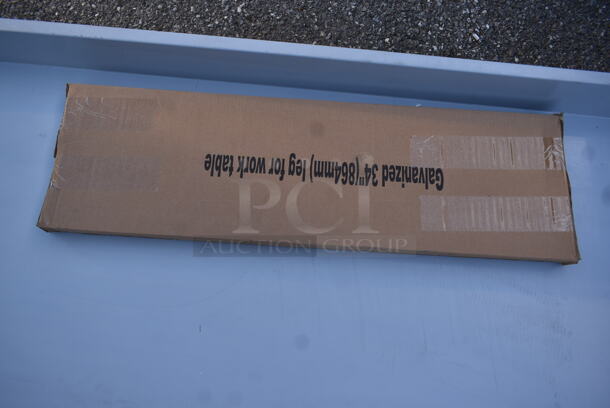 Galvanized 34"(864mm) leg for work table
PCI
AUCTION GROUP